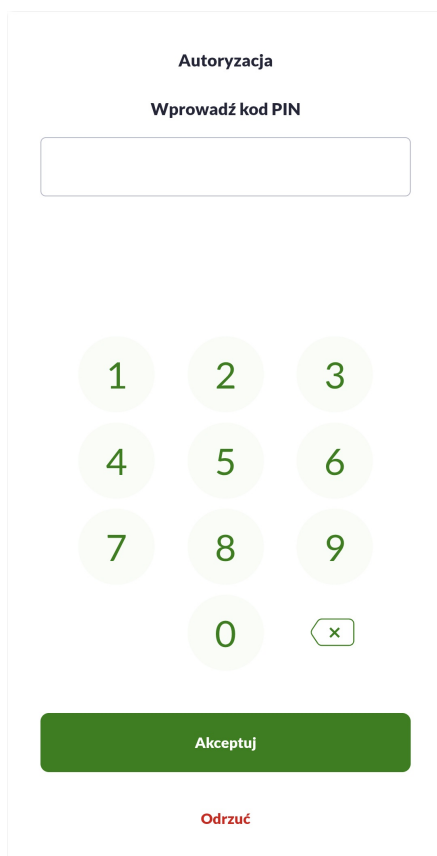 Autoryzacja
Wprowadź kod PIN
1 2 3
4 5 6
7 8 9
0
Akceptuj
Odrzuć